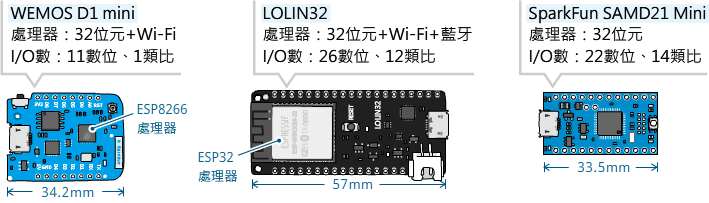 WEMOS D1 mini
處理器：32位元+Wi-Fi
I/O數：11數位、1類比
LOLIN32
處理器：32位元+Wi-Fi+藍牙
I/O數：26數位、12類比
SparkFun SAMD21 Mini
處理器：32位元
I/O數：22數位、14類比
ESP8266
處理器
34.2mm
ESP32
處理器
RESET
LOLIN32
57mm
33.5mm